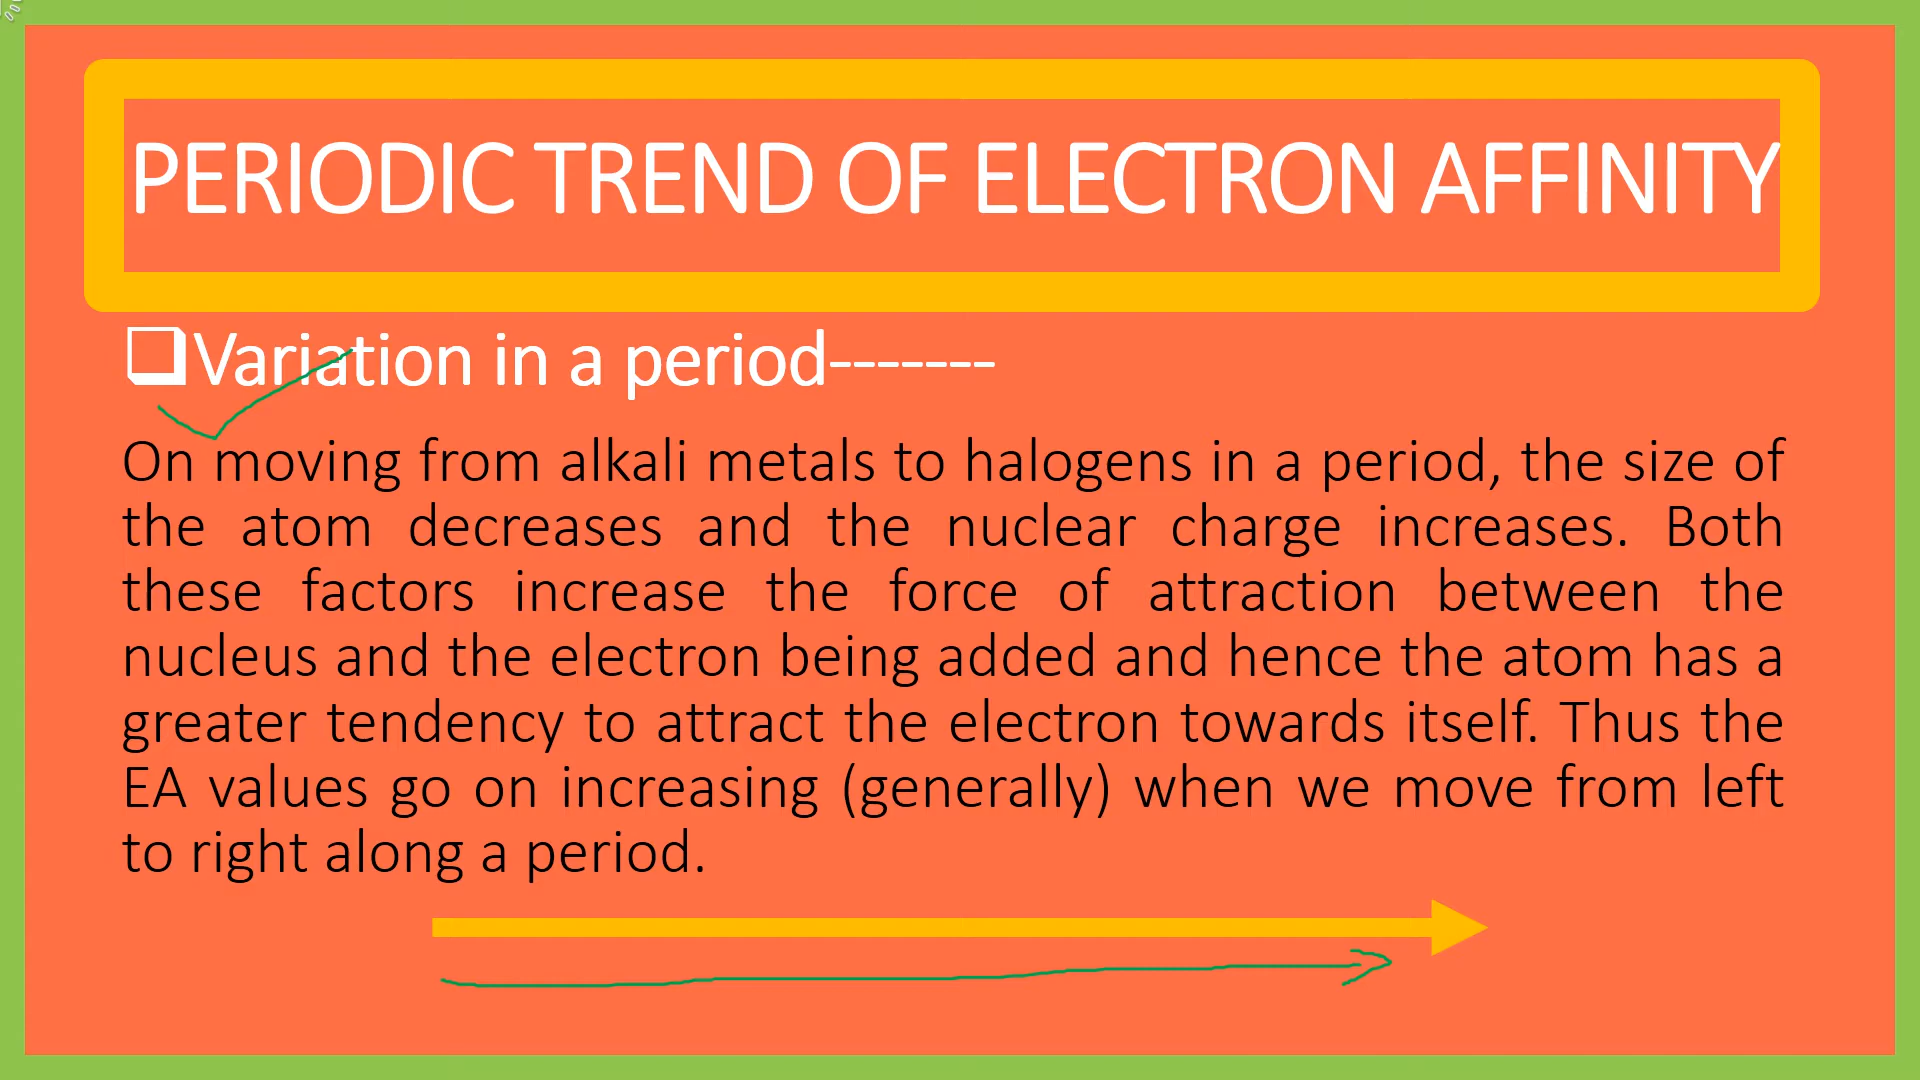 PERIODIC TREND OF ELECTRON AFFINITY
Variation in a period-------
On moving from alkali metals to halogens in a period, the size of
the atom decreases and the nuclear charge increases. Both
these factors increase the force of attraction between the
nucleus and the electron being added and hence the atom has a
greater tendency to attract the electron towards itself. Thus the
EA values go on increasing (generally) when we move from left
to right along a period.